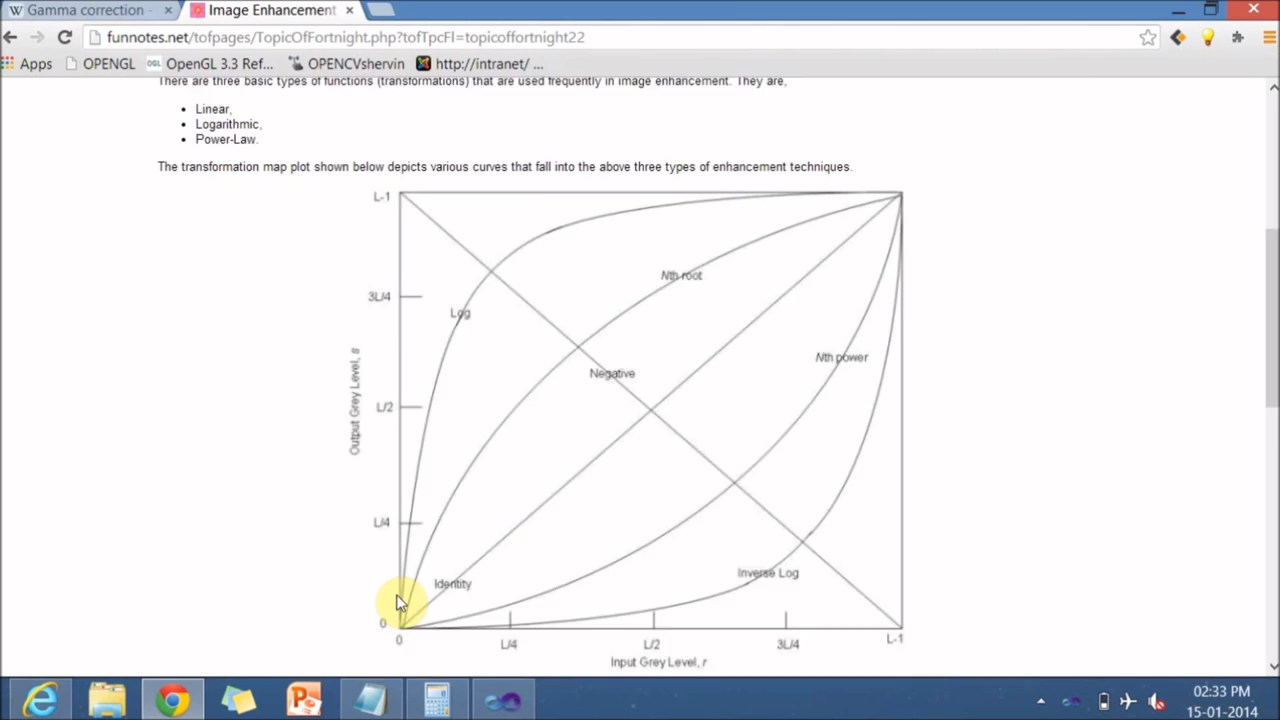 Gamma correction
Image Enhancement
funnotes.net/tofpages/TopicOfFortnight.php?tofTpcFl=topicoffortnight22
Apps
OPENGL
OGL OpenGL 3.3 Ref...
OPENCVshervin
http://intranet/ ...
There are three basic types of functions (transformations) that are used frequently in image enhancement. They are,
• Linear,
• Logarithmic,
• Power-Law.
The transformation map plot shown below depicts various curves that fall into the above three types of enhancement techniques.
L-1
Nth root
3L/4
Log
Nth power
Negative
Output Grey Level, s
L/2
L/4
Inverse Log
Identity
0
0
L/4
L/2
3L/4
L-1
Input Grey Level, r
02:33 PM
15-01-2014